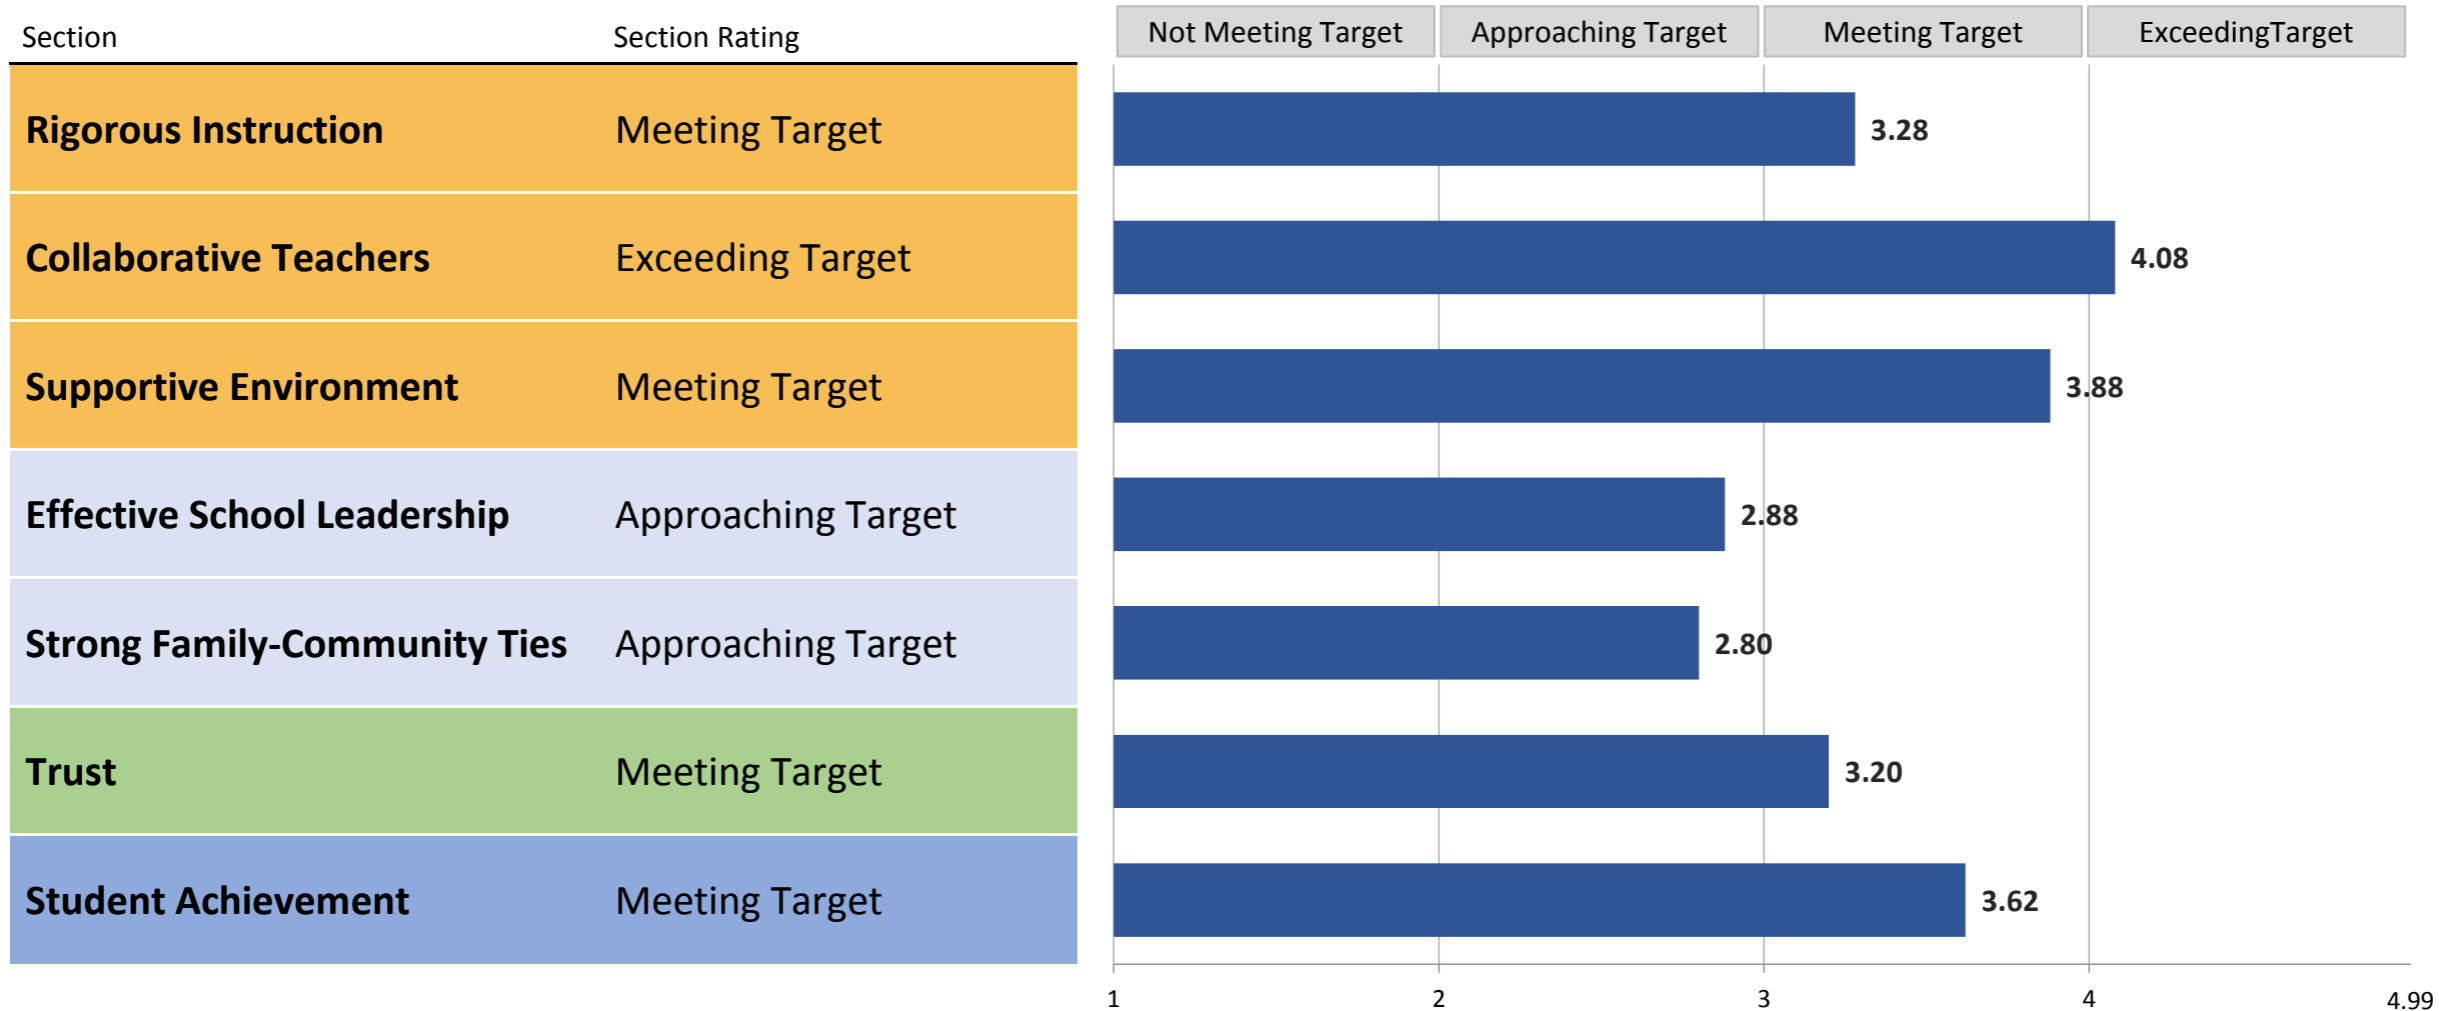 Section Section Rating Not Meeting Target Approaching Target Meeting Target ExceedingTarget
Rigorous Instruction Meeting Target 3.28
Collaborative Teachers Exceeding Target 4.08
Supportive Environment Meeting Target 3.88
Effective School Leadership Approaching Target 2.88
Strong Family-Community Ties Approaching Target 2.80
Trust Meeting Target 3.20
Student Achievement Meeting Target 3.62
1 2 3 4 4.99